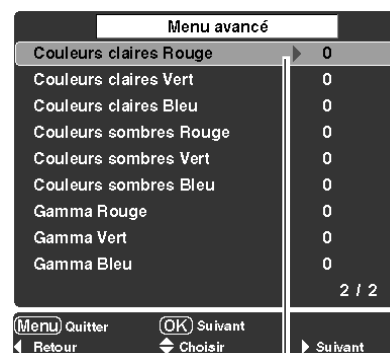 Menu avancé
Couleurs claires Rouge 0
Couleurs claires Vert 0
Couleurs claires Bleu 0
Couleurs sombres Rouge 0
Couleurs sombres Vert 0
Couleurs sombres Bleu 0
Gamma Rouge 0
Gamma Vert 0
Gamma Bleu 0
2 / 2
Menu Quitter OK Suivant
Retour Choisir Suivant